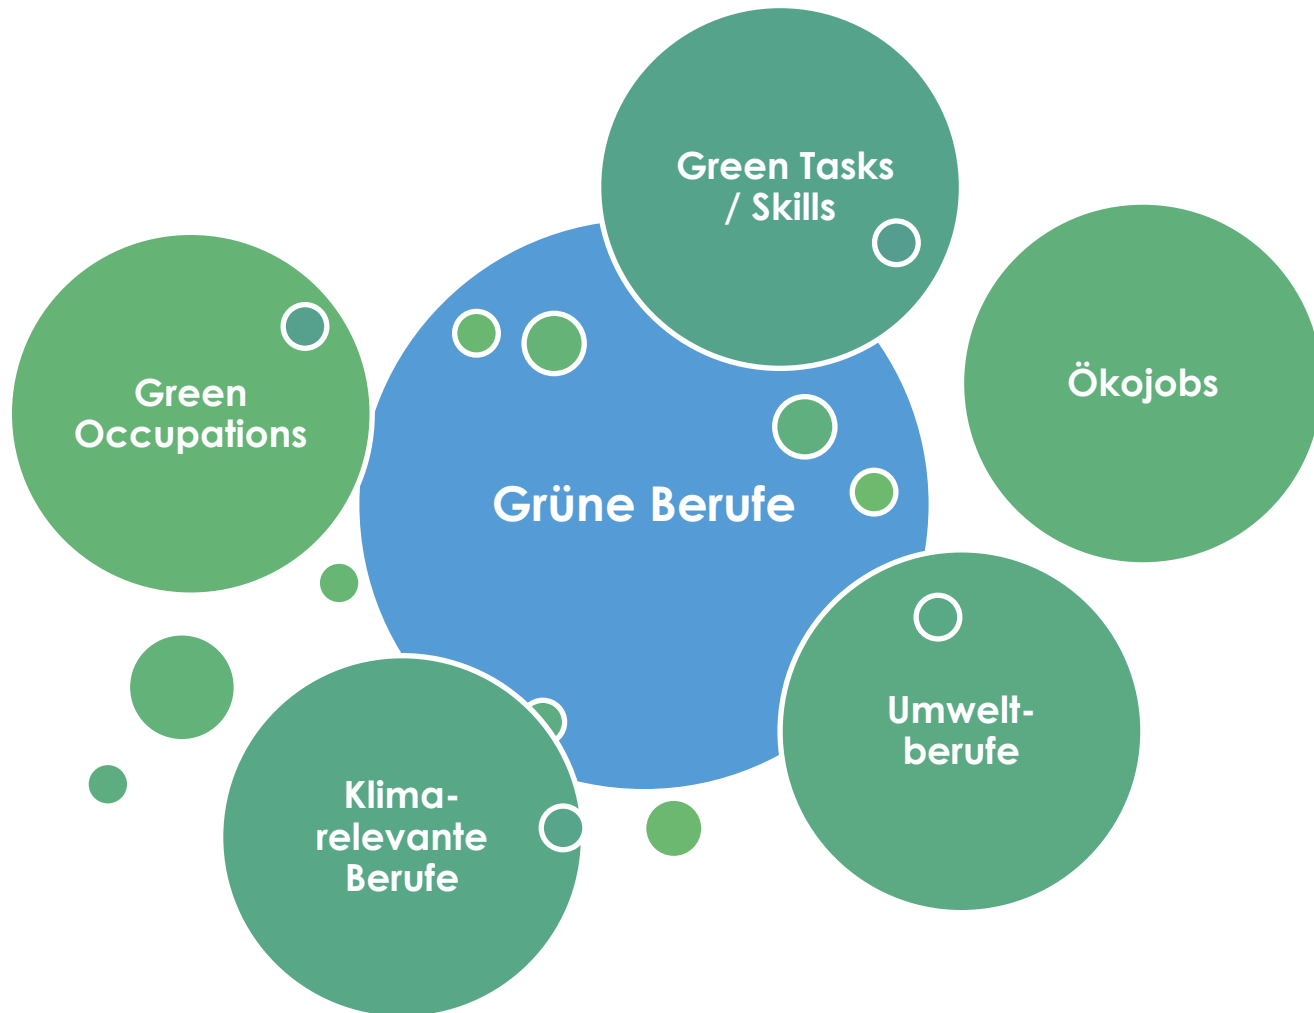 Green Tasks
/ Skills
Green
Occupations
Ökojobs
Grüne Berufe
Umwelt-
berufe
Klima-
relevante
Berufe